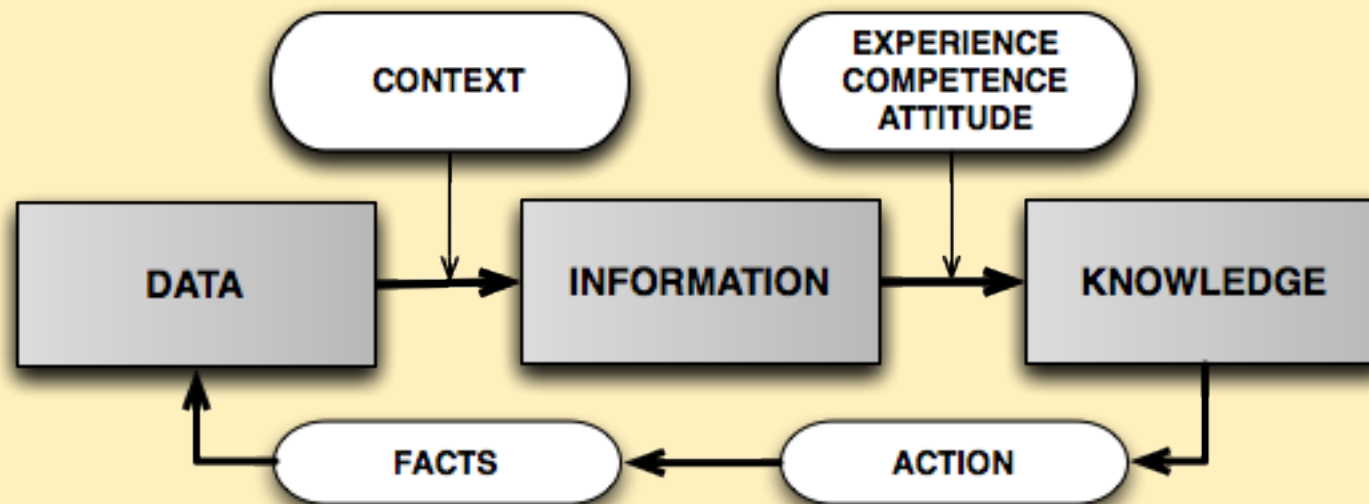 CONTEXT
EXPERIENCE
COMPETENCE
ATTITUDE
DATA
INFORMATION
KNOWLEDGE
FACTS
ACTION